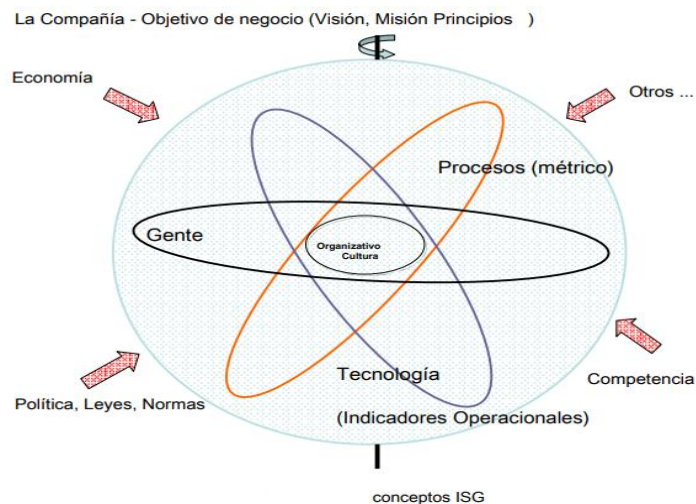 La Compañía - Objetivo de negocio (Visión, Misión Principios )
Economía
Otros ...
Procesos (métrico)
Gente
Organizativo
Cultura
Tecnología
Competencia
Política, Leyes, Normas
(Indicadores Operacionales)
conceptos ISG